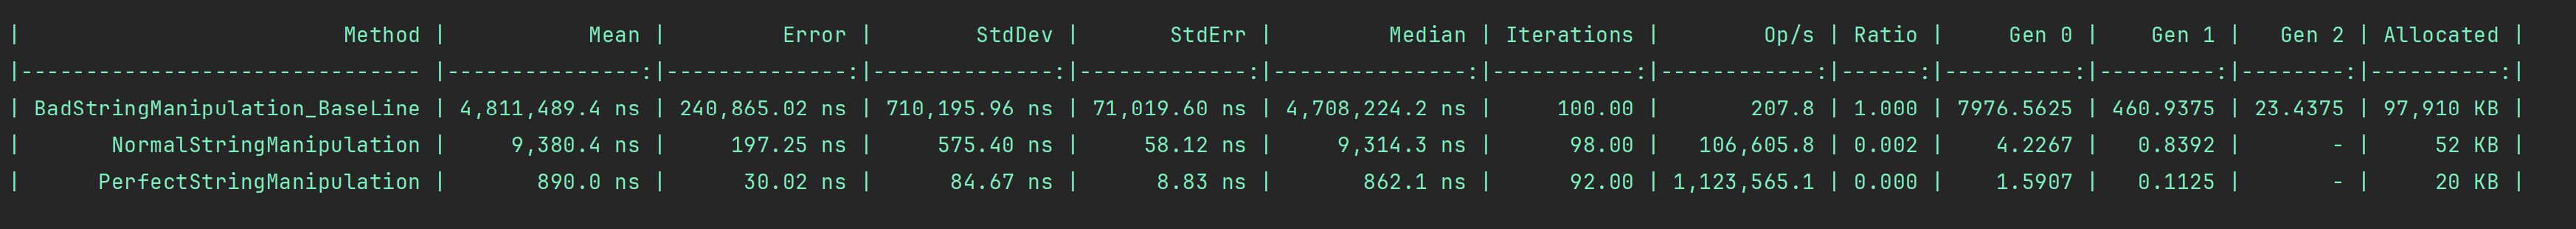 | Method | Mean | Error | StdDev | StdErr | Median | Iterations | Op/s | Ratio | Gen 0 | Gen 1 | Gen 2 | Allocated |
|------------------------------- |---------------:|--------------:|--------------:|-------------:|---------------:|-----------:|------------:|------:|----------:|---------:|--------:|----------:|
| BadStringManipulation_BaseLine | 4,811,489.4 ns | 240,865.02 ns | 710,195.96 ns | 71,019.60 ns | 4,708,224.2 ns | 100.00 | 207.8 | 1.000 | 7976.5625 | 460.9375 | 23.4375 | 97,910 KB |
| NormalStringManipulation | 9,380.4 ns | 197.25 ns | 575.40 ns | 58.12 ns | 9,314.3 ns | 98.00 | 106,605.8 | 0.002 | 4.2267 | 0.8392 | - | 52 KB |
| PerfectStringManipulation | 890.0 ns | 30.02 ns | 84.67 ns | 8.83 ns | 862.1 ns | 92.00 | 1,123,565.1 | 0.000 | 1.5907 | 0.1125 | - | 20 KB |